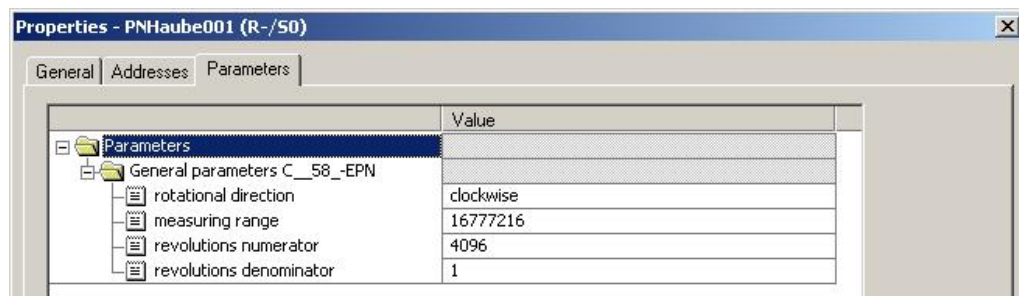 Properties - PNHaube001 (R-/S0)
General Addresses Parameters
Value
Parameters
General parameters C__58_-EPN
rotational direction clockwise
measuring range 16777216
revolutions numerator 4096
revolutions denominator 1